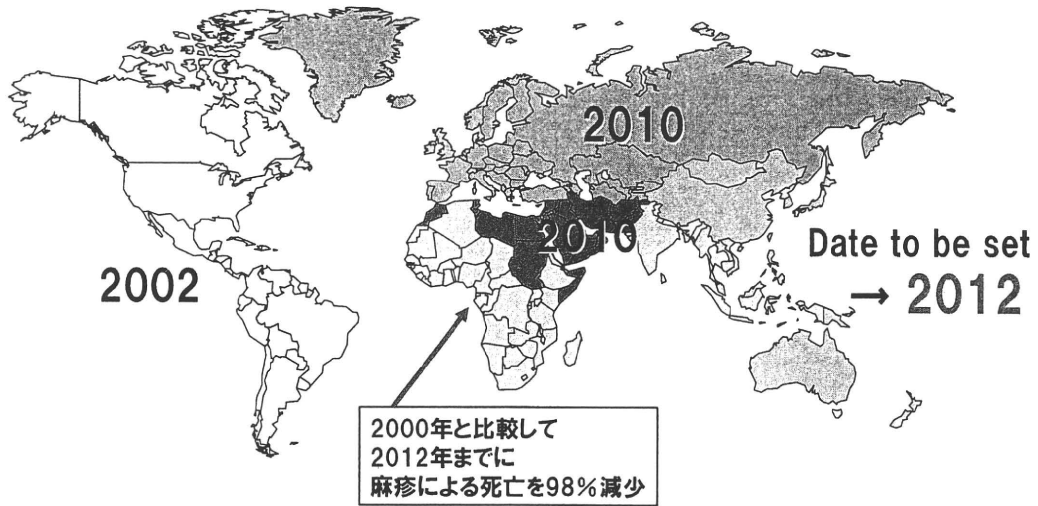 2010
2010
Date to be set
→ 2012
2002
2000年と比較して
2012年までに
麻疹による死亡を98%減少